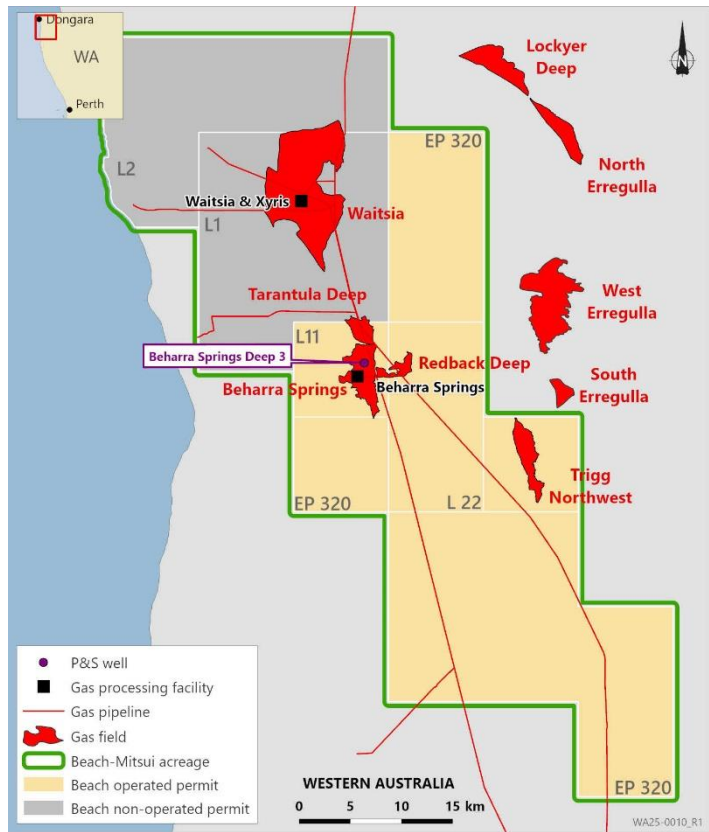 Dongara
WA
Perth
Lockyer
Deep
N
EP 320
North
Erregulla
L2
Waitsia & Xyris
Waitsia
L1
West
Erregulla
Tarantula Deep
L11
Beharra Springs Deep 3
Redback Deep
Beharra Springs
Beharra Springs
South
Erregulla
Trigg
Northwest
EP 320
L 22
P&S well
Gas processing facility
Gas pipeline
Gas field
Beach-Mitsui acreage
Beach operated permit
Beach non-operated permit
WESTERN AUSTRALIA
0 5 10 15 km
EP 320
WA25-0010_R1